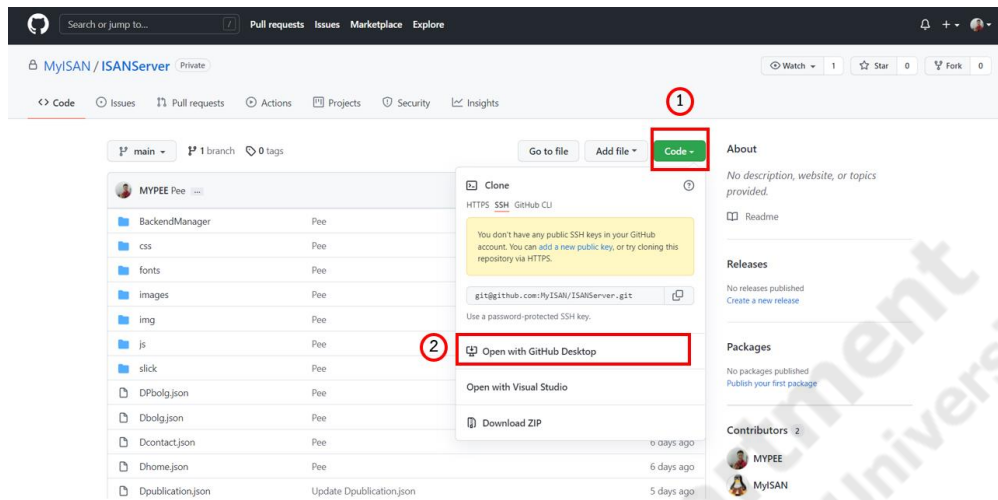 Search or jump to... /
Pull requests Issues Marketplace Explore
MyISAN / ISANServer Private
Watch 1 Star 0 Fork 0
<> Code Issues Pull requests Actions Projects Security Insights
1
main 1 branch 0 tags
Go to file Add file Code
MYPEE Pee ...
BackendManager Pee
css Pee
fonts Pee
images Pee
img Pee
js Pee
slick Pee
DPbolg.json Pee
Dbolg.json Pee
Dcontact.json Pee 6 days ago
Dhome.json Pee 6 days ago
Dpublication.json Update Dpublication.json 5 days ago
Clone
HTTPS SSH GitHub CLI
You don't have any public SSH keys in your GitHub
account. You can add a new public key, or try cloning this
repository via HTTPS.
git@github.com:MyISAN/ISANServer.git
Use a password-protected SSH key.
2
Open with GitHub Desktop
Open with Visual Studio
Download ZIP
About
No description, website, or topics
provided.
Readme
Releases
No releases published
Create a new release
Packages
No packages published
Publish your first package
Contributors 2
MYPEE
MyISAN